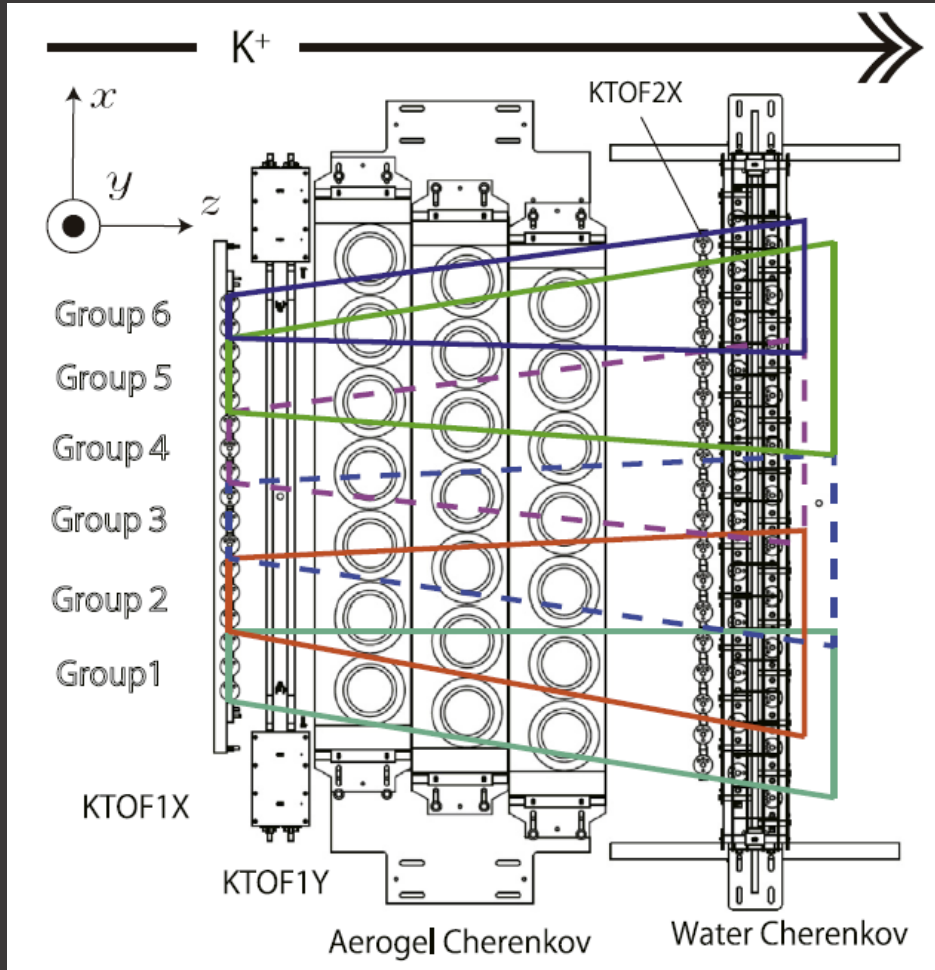 K+
x
KTOF2X
y
z
Group 6
Group 5
Group 4
Group 3
Group 2
Group1
KTOF1X
KTOF1Y
Aerogel Cherenkov
Water Cherenkov